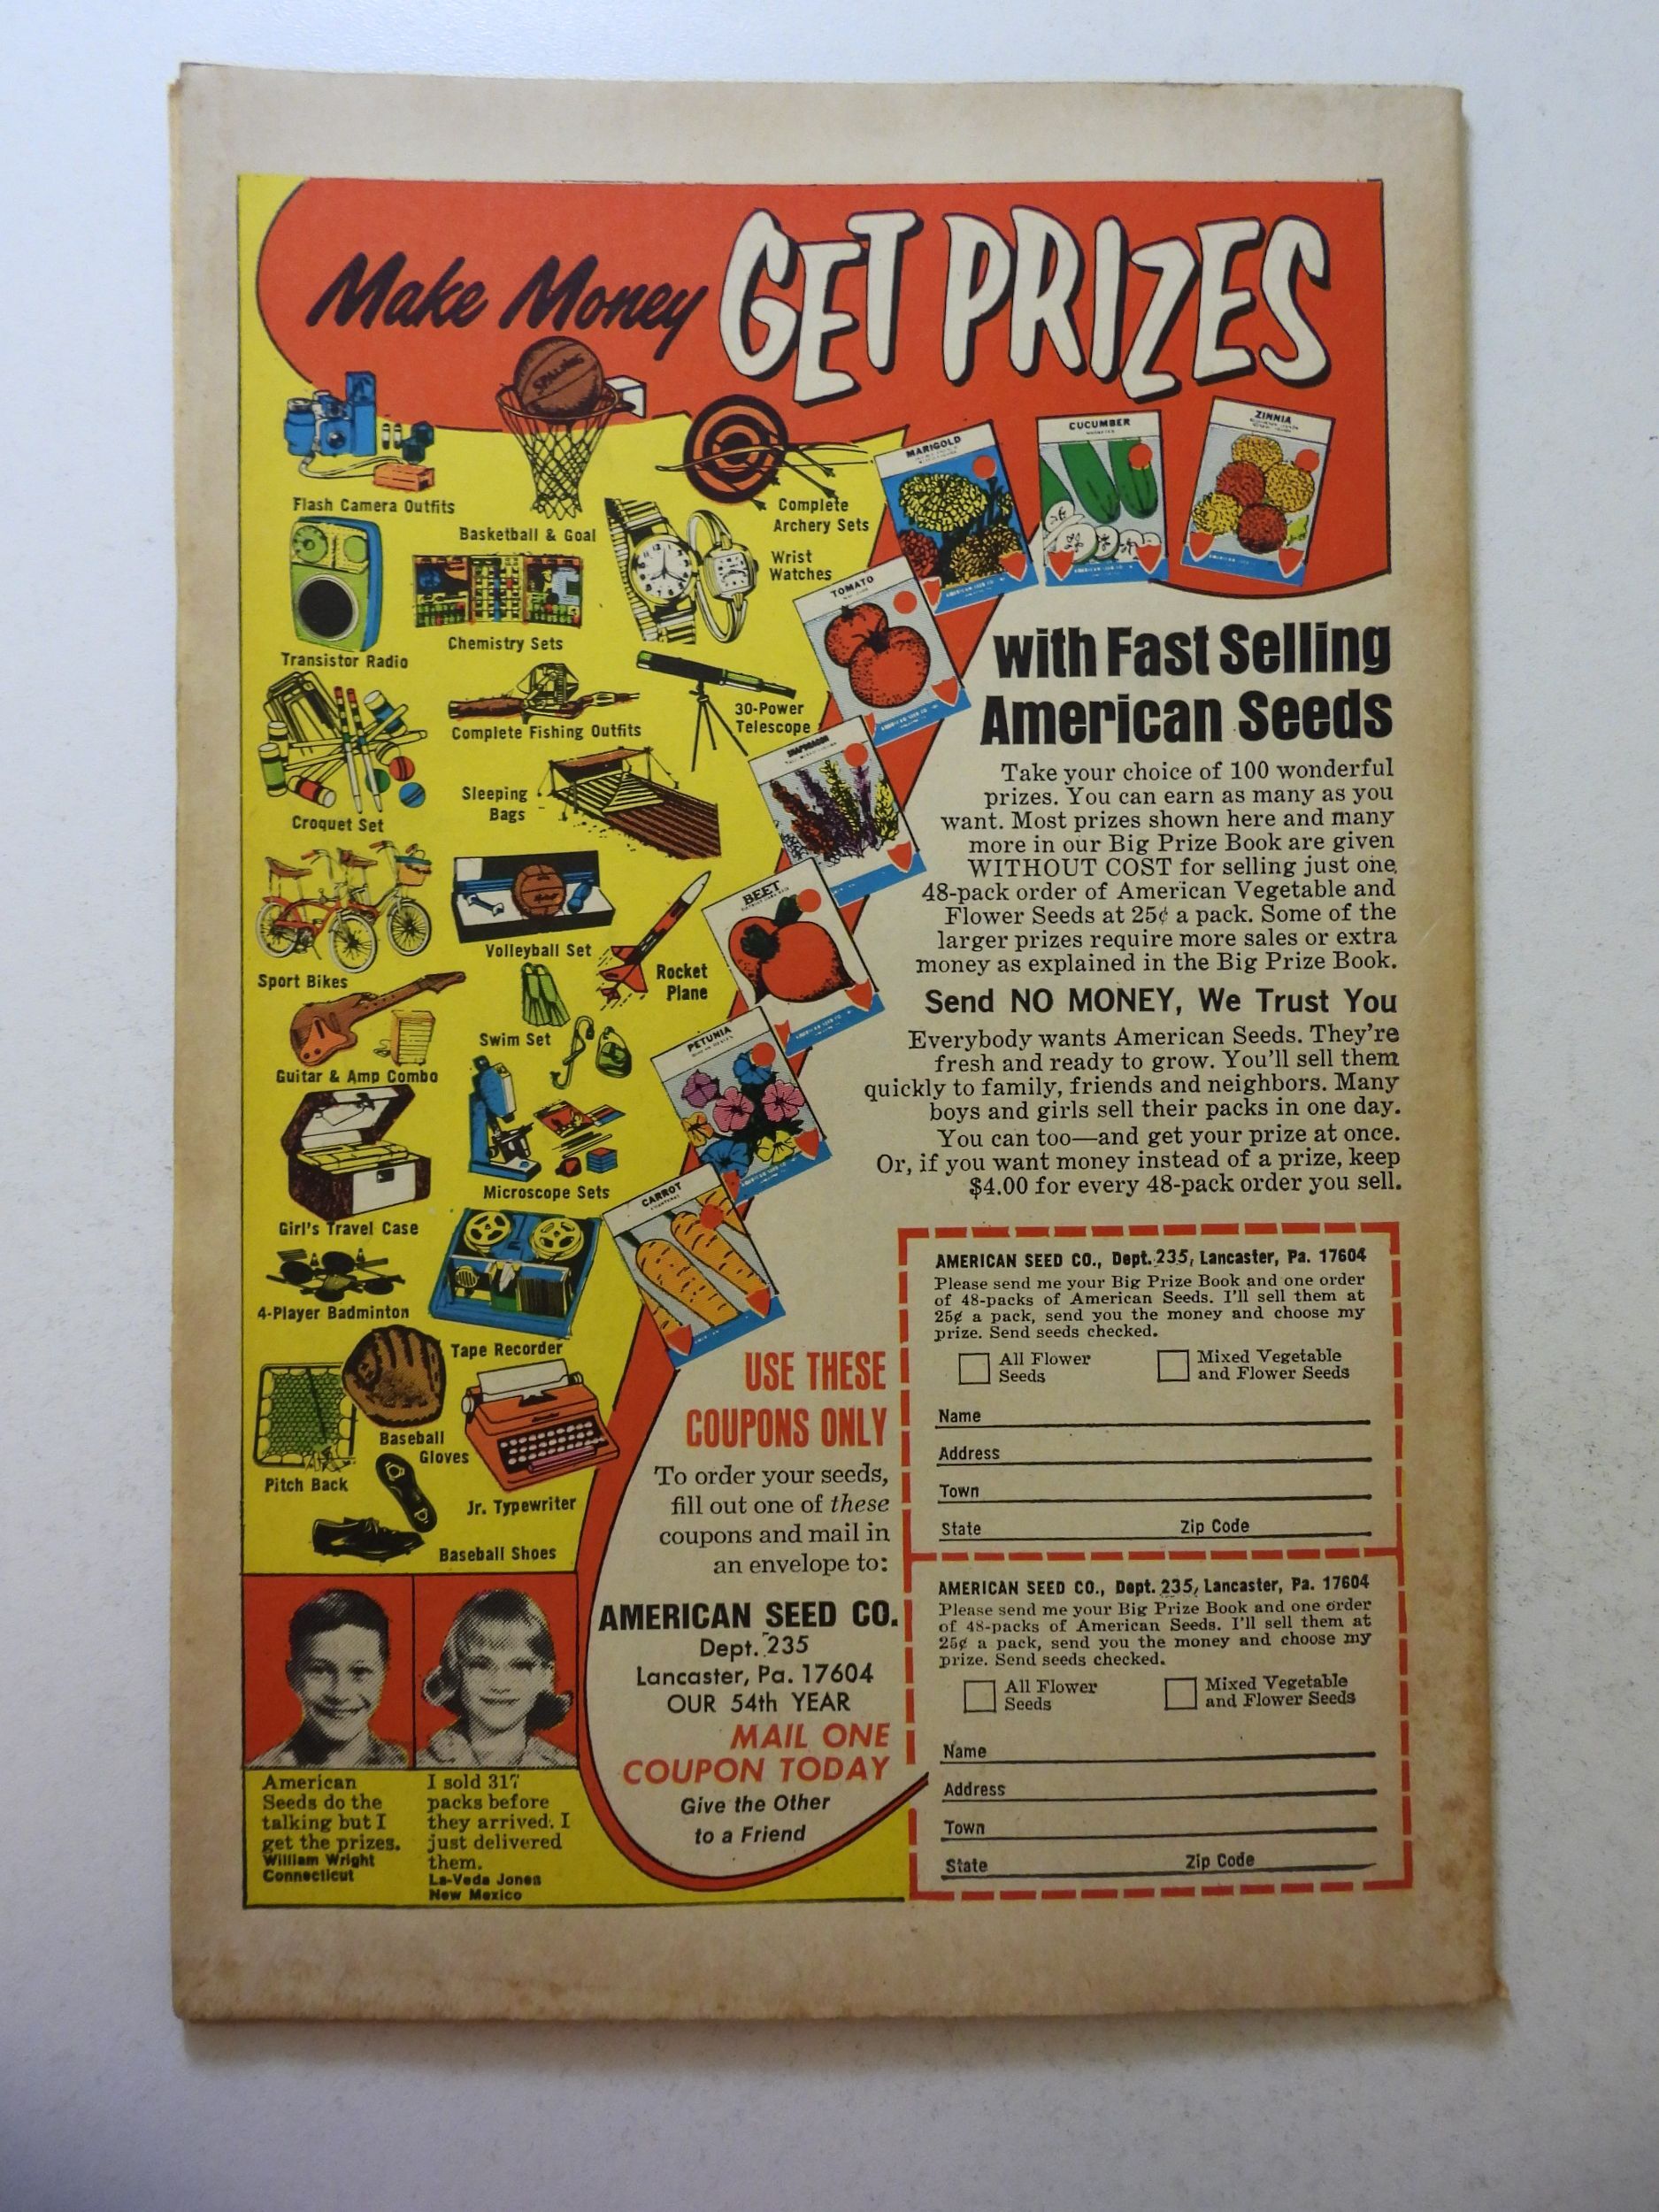 Make Money GET PRIZES
SPALDING
Flash Camera Outfits
Basketball & Goal
Complete
Archery Sets
Wrist
Watches
Transistor Radio
Chemistry Sets
Croquet Set
Complete Fishing Outfits
30-Power
Telescope
Sleeping
Bags
Sport Bikes
Volleyball Set
Rocket
Plane
Guitar & Amp Combo
Swim Set
Girl's Travel Case
Microscope Sets
4-Player Badminton
Tape Recorder
Pitch Back
Baseball
Gloves
Jr. Typewriter
Baseball Shoes
MARIGOLD
CUCUMBER
ZINNIA
TOMATO
SNAPDRAGON
BEET
PETUNIA
CARROT
with Fast Selling
American Seeds
Take your choice of 100 wonderful
prizes. You can earn as many as you
want. Most prizes shown here and many
more in our Big Prize Book are given
WITHOUT COST for selling just one
48-pack order of American Vegetable and
Flower Seeds at 25¢ a pack. Some of the
larger prizes require more sales or extra
money as explained in the Big Prize Book.
Send NO MONEY, We Trust You
Everybody wants American Seeds. They're
fresh and ready to grow. You'll sell them
quickly to family, friends and neighbors. Many
boys and girls sell their packs in one day.
You can too—and get your prize at once.
Or, if you want money instead of a prize, keep
$4.00 for every 48-pack order you sell.
USE THESE
COUPONS ONLY
To order your seeds,
fill out one of these
coupons and mail in
an envelope to:
AMERICAN SEED CO.
Dept. 235
Lancaster, Pa. 17604
OUR 54th YEAR
MAIL ONE
COUPON TODAY
Give the Other
to a Friend
AMERICAN SEED CO., Dept. 235, Lancaster, Pa. 17604
Please send me your Big Prize Book and one order
of 48-packs of American Seeds. I'll sell them at
25¢ a pack, send you the money and choose my
prize. Send seeds checked.
All Flower
Seeds
Mixed Vegetable
and Flower Seeds
Name
Address
Town
State Zip Code
AMERICAN SEED CO., Dept. 235, Lancaster, Pa. 17604
Please send me your Big Prize Book and one order
of 48-packs of American Seeds. I'll sell them at
25¢ a pack, send you the money and choose my
prize. Send seeds checked.
All Flower
Seeds
Mixed Vegetable
and Flower Seeds
Name
Address
Town
State Zip Code
American
Seeds do the
talking but I
get the prizes.
William Wright
Connecticut
I sold 317
packs before
they arrived. I
just delivered
them.
La-Veda Jones
New Mexico